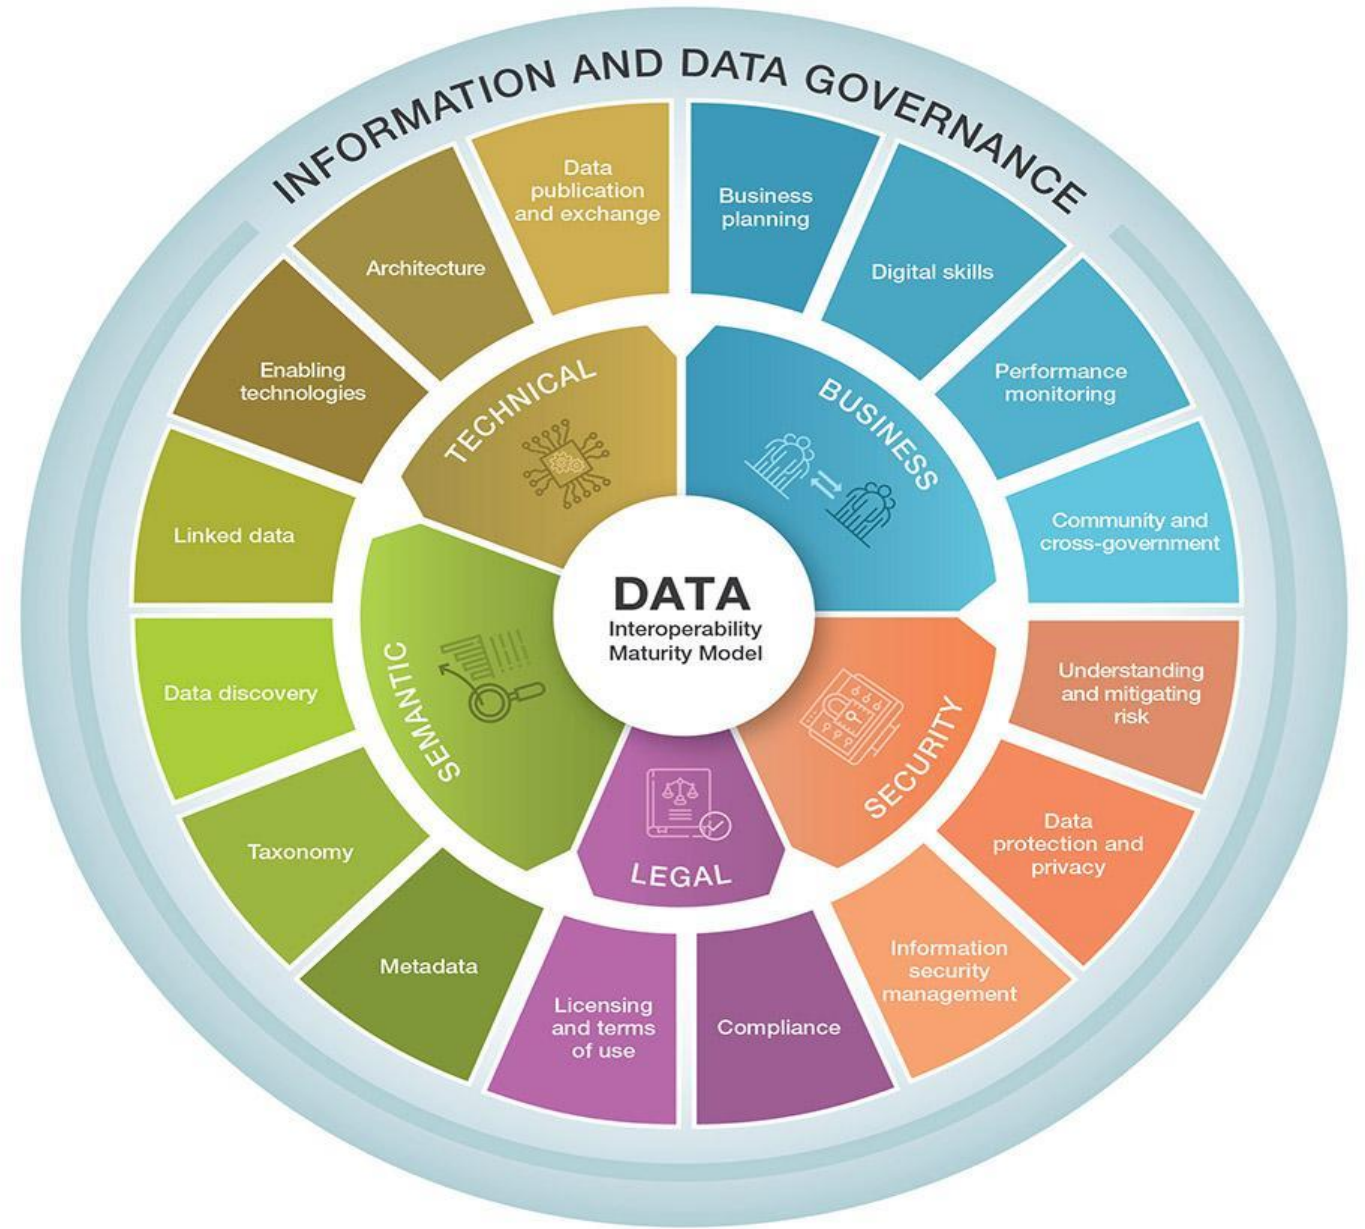 INFORMATION AND DATA GOVERNANCE
Data
publication
and exchange
Business
planning
Architecture
Digital skills
Enabling
technologies
Performance
monitoring
TECHNICAL
BUSINESS
Linked data
Community and
cross-government
DATA
Interoperability
Maturity Model
Data discovery
SEMANTIC
SECURITY
Understanding
and mitigating
risk
Taxonomy
LEGAL
Data
protection and
privacy
Metadata
Licensing
and terms
of use
Compliance
Information
security
management